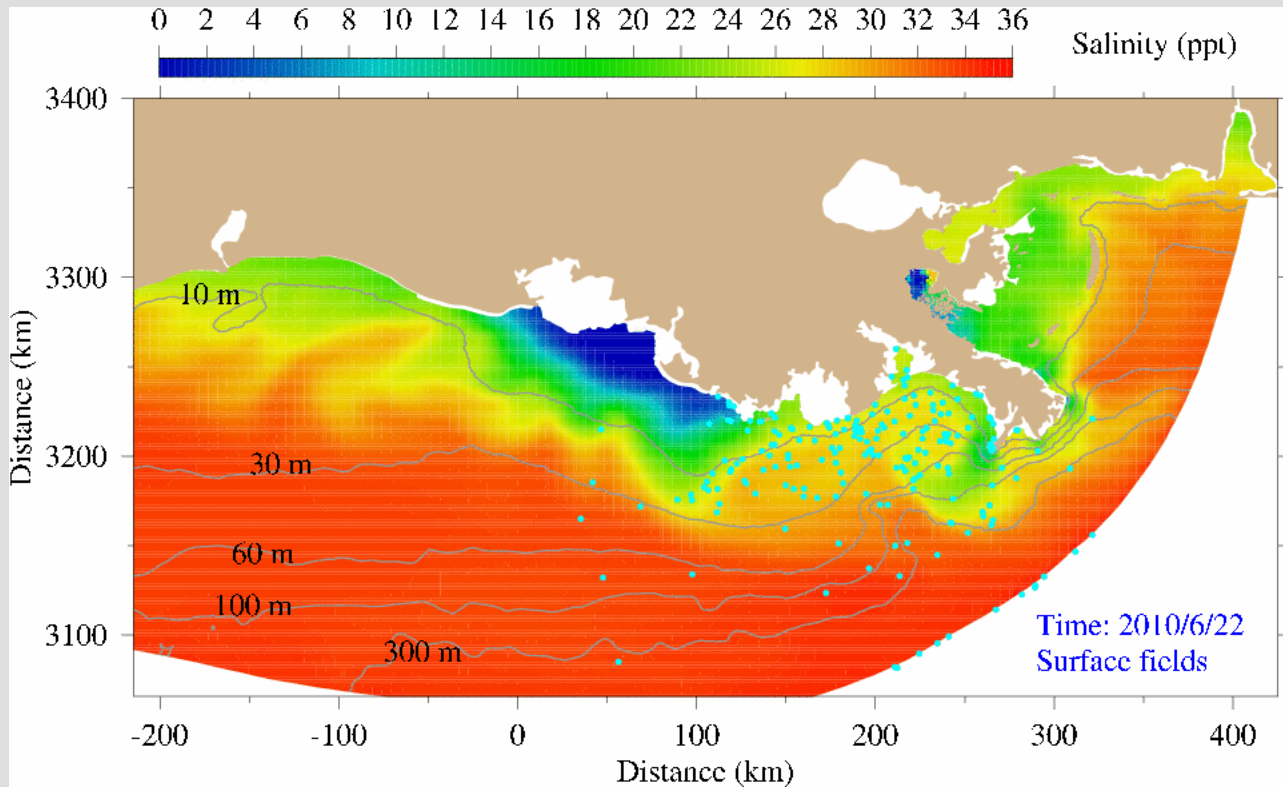 0 2 4 6 8 10 12 14 16 18 20 22 24 26 28 30 32 34 36
Salinity (ppt)
3400
3300
3200
3100
Distance (km)
10 m
30 m
60 m
100 m
300 m
Time: 2010/6/22
Surface fields
-200 -100 0 100 200 300 400
Distance (km)